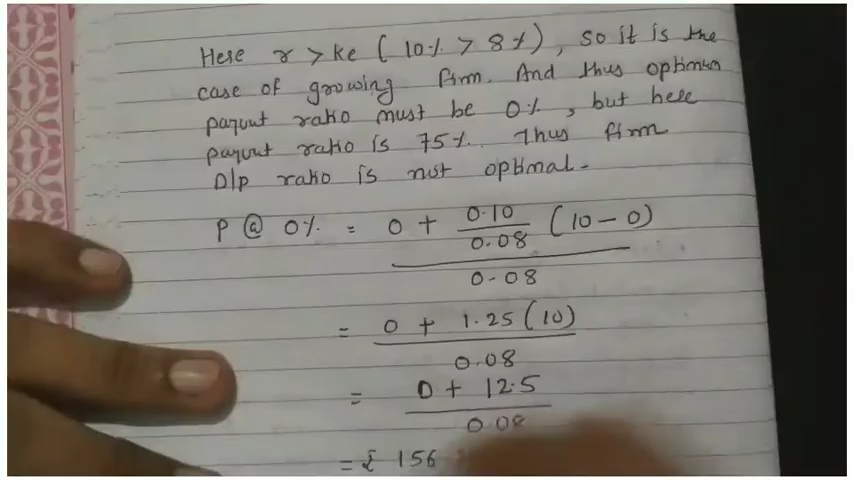 Here r > ke ( 10% > 8% ), so it is the
case of growing firm. And thus optimum
payout ratio must be 0%, but here
payout ratio is 75%. Thus firm
D/p ratio is not optimal.
P @ 0% = 0 + 0.10 / 0.08 (10 - 0)
0.08
= 0 + 1.25 (10)
0.08
= 0 + 12.5
0.08
= ₹ 156